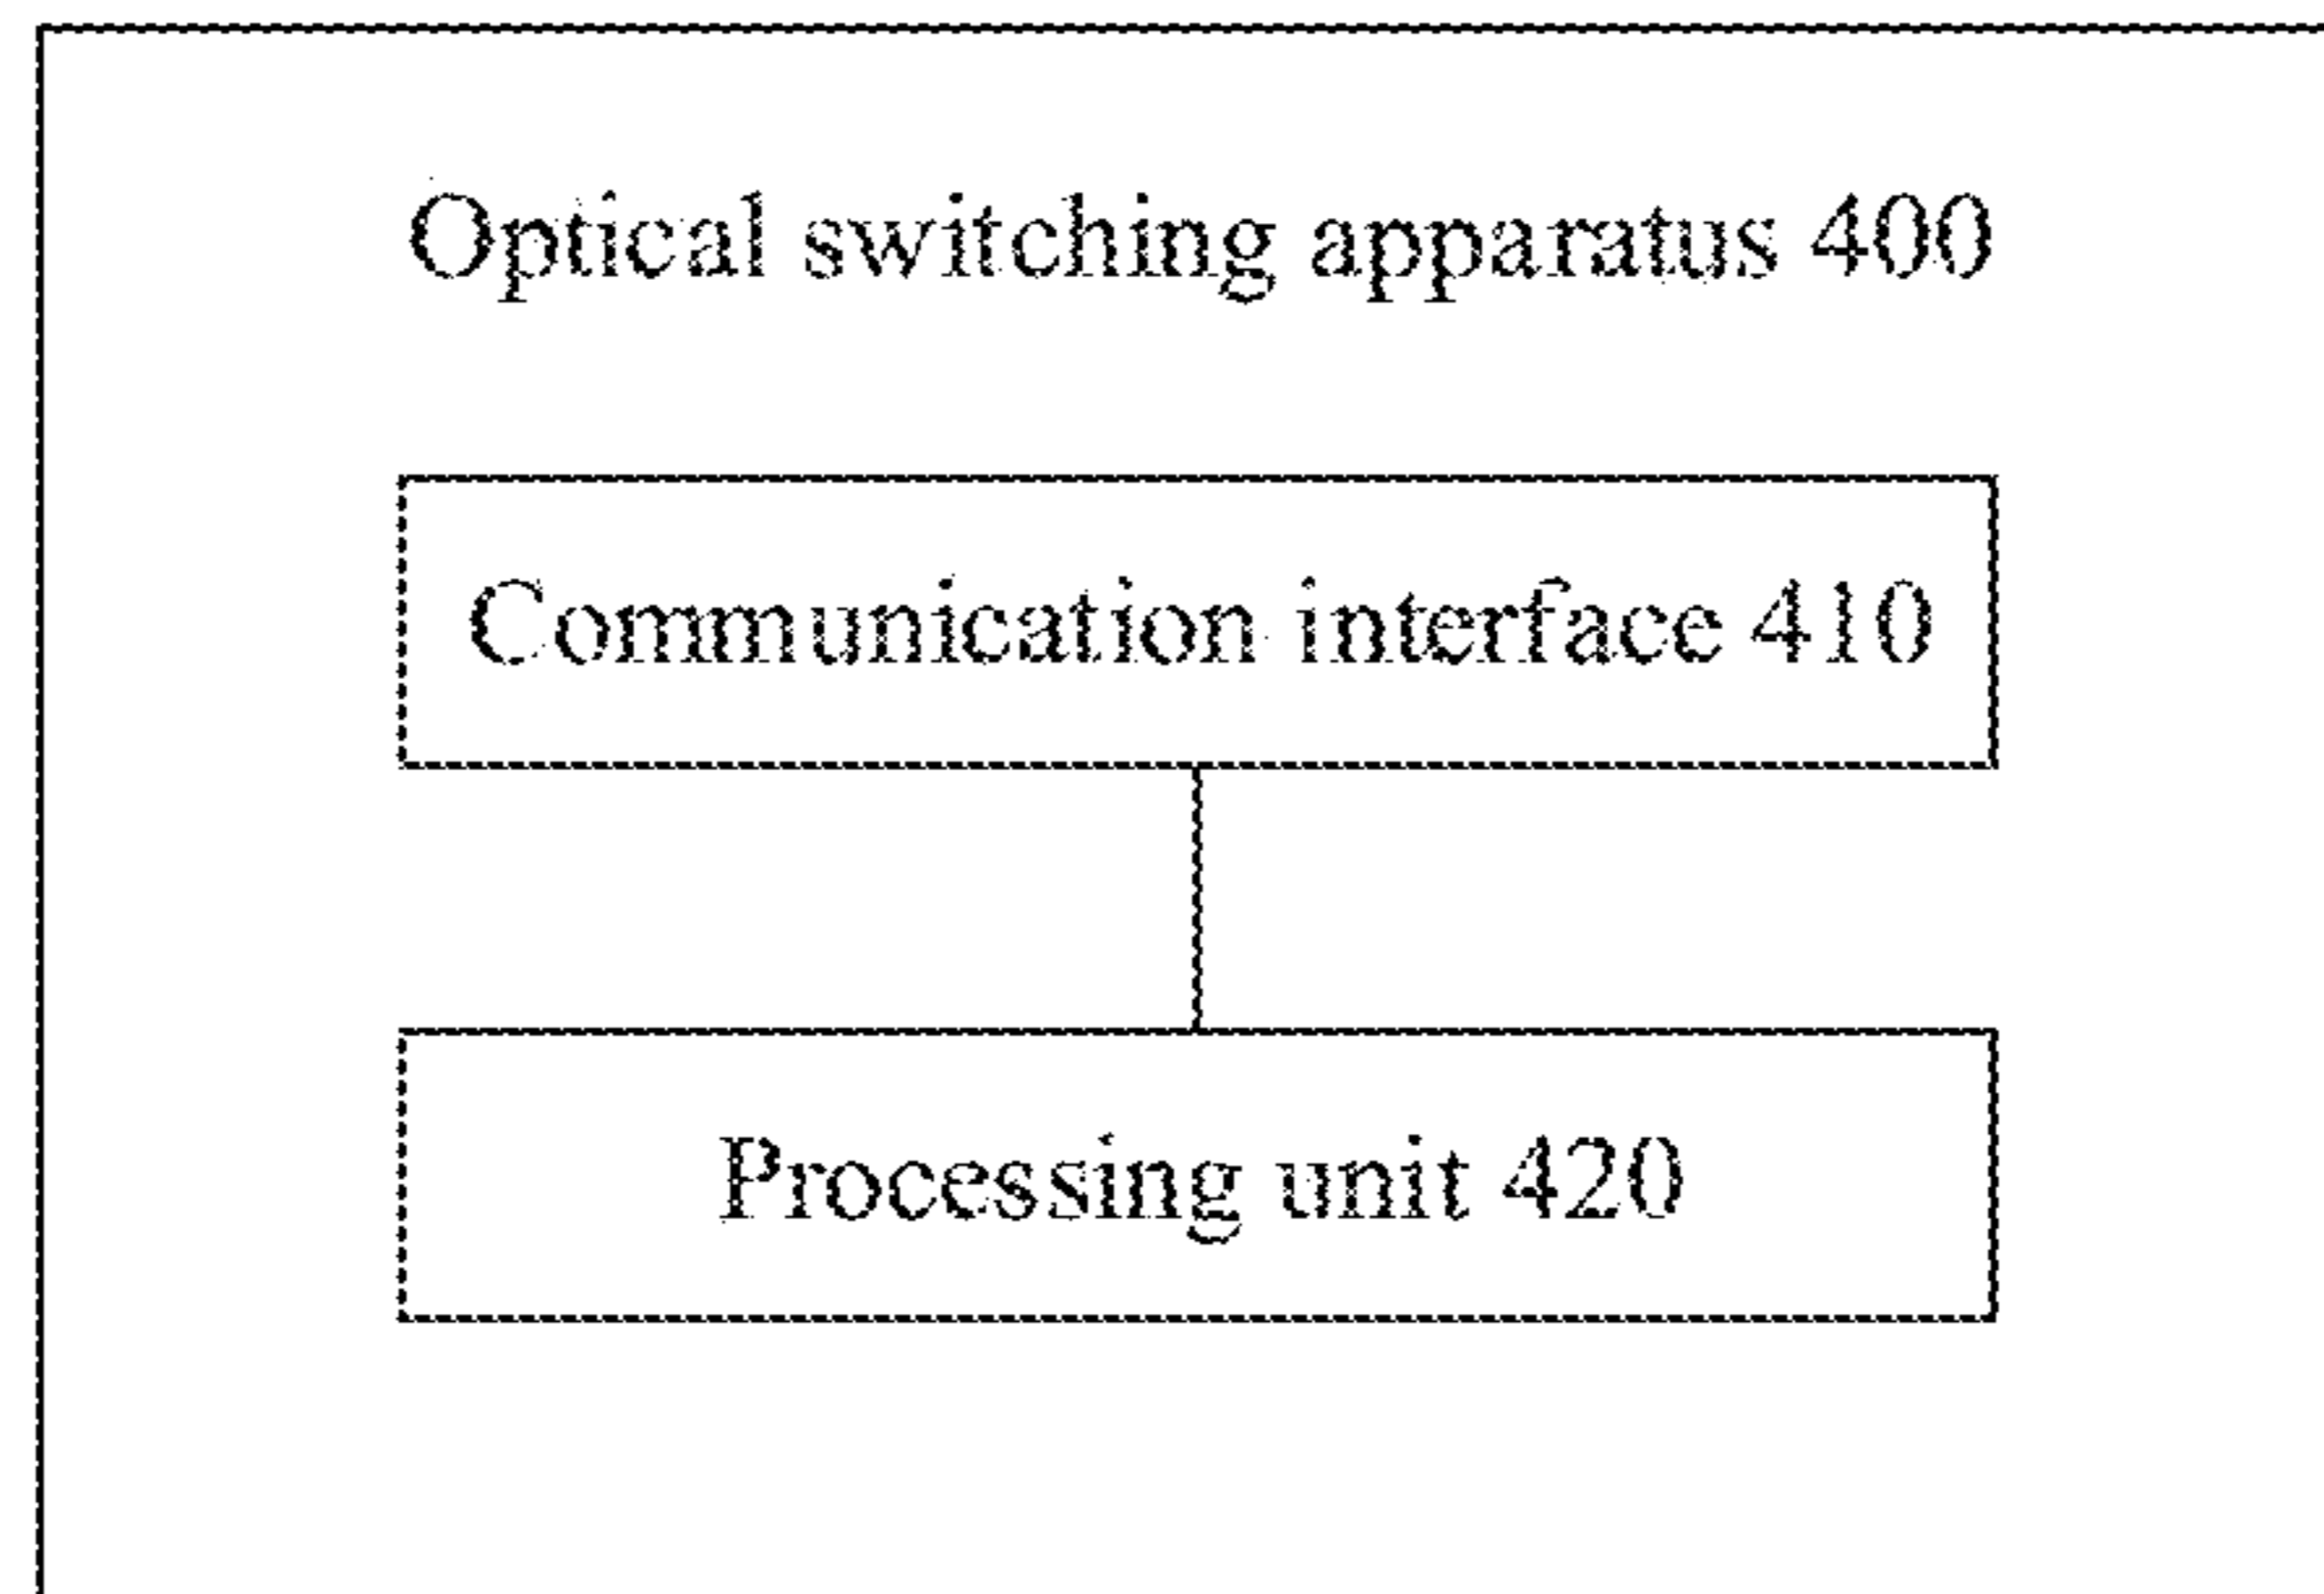 Optical switching apparatus 400
Communication interface 410
Processing unit 420